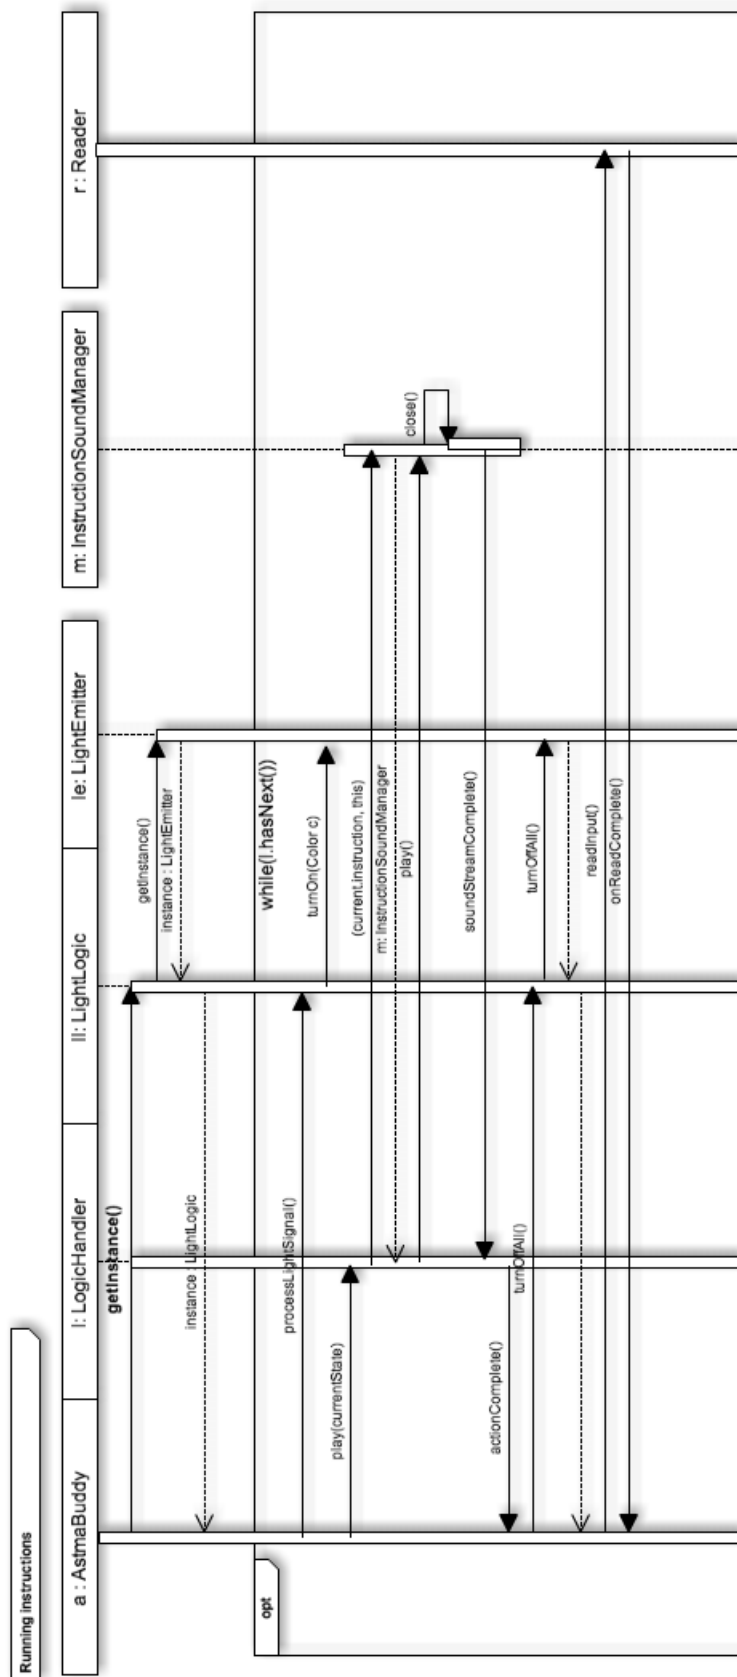 Running instructions
a : AstmaBuddy
l: LogicHandler
ll: LightLogic
le: LightEmitter
m: InstructionSoundManager
r : Reader
getInstance()
getInstance()
instance : LightEmitter
instance : LightLogic
opt
while(l.hasNext())
processLightSignal()
turnOn(Color c)
play(currentState)
(current.instruction, this)
m: InstructionSoundManager
play()
close()
soundStreamComplete()
actionComplete()
turnOffAll()
turnOffAll()
readInput()
onReadComplete()